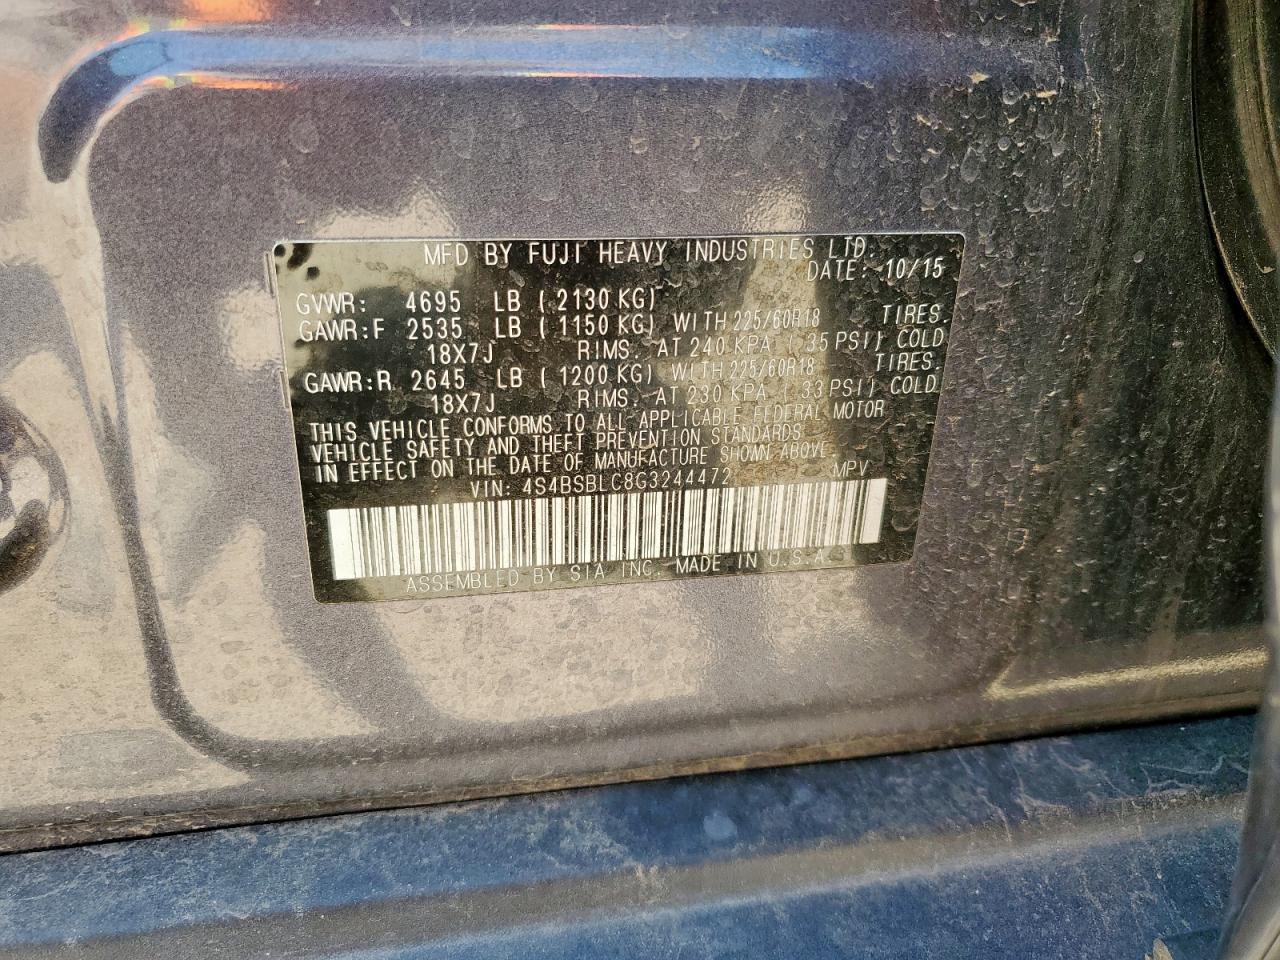 MFD BY FUJI HEAVY INDUSTRIES LTD.
DATE: 10/15
GVWR: 4695 LB ( 2130 KG)
GAWR:F 2535 LB ( 1150 KG) WITH 225/60R18 TIRES.
18X7J RIMS. AT 240 KPA ( 35 PSI) COLD
GAWR:R 2645 LB ( 1200 KG) WITH 225/60R18 TIRES.
18X7J RIMS. AT 230 KPA ( 33 PSI) COLD
THIS VEHICLE CONFORMS TO ALL APPLICABLE FEDERAL MOTOR
VEHICLE SAFETY AND THEFT PREVENTION STANDARDS
IN EFFECT ON THE DATE OF MANUFACTURE SHOWN ABOVE.
VIN: 4S4BSBLC8G3244472 MPV
ASSEMBLED BY SIA INC. MADE IN U.S.A.